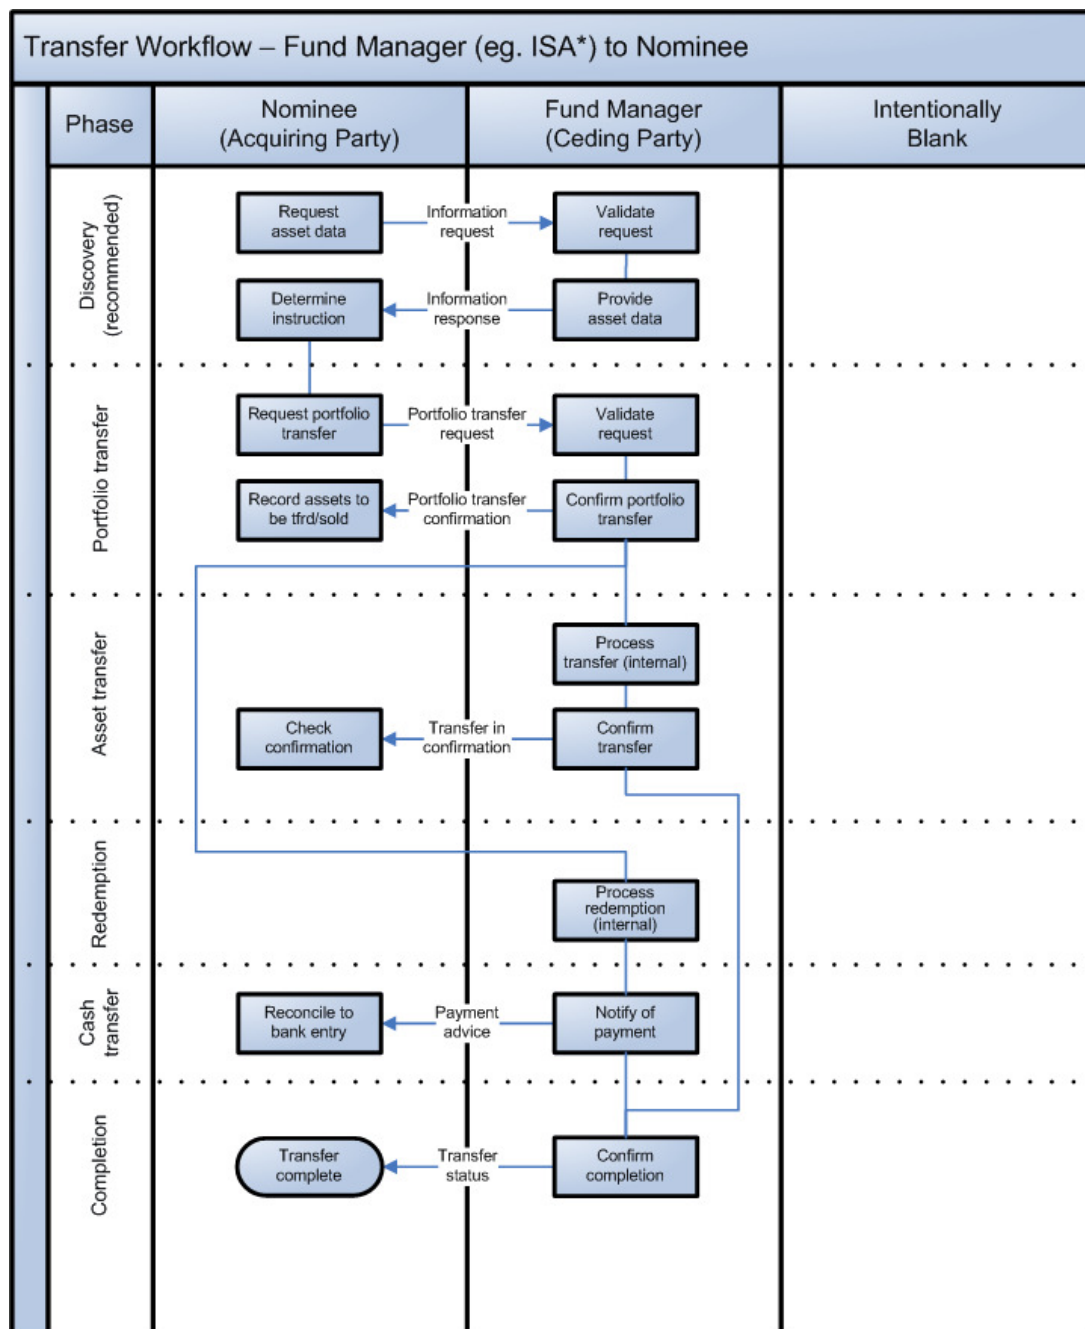 Transfer Workflow – Fund Manager (eg. ISA*) to Nominee
Phase
Nominee
(Acquiring Party)
Fund Manager
(Ceding Party)
Intentionally
Blank
Discovery
(recommended)
Request
asset data
Information
request
Validate
request
Determine
instruction
Information
response
Provide
asset data
Portfolio transfer
Request portfolio
transfer
Portfolio transfer
request
Validate
request
Record assets to
be tfrd/sold
Portfolio transfer
confirmation
Confirm portfolio
transfer
Asset transfer
Process
transfer (internal)
Check
confirmation
Transfer in
confirmation
Confirm
transfer
Redemption
Process
redemption
(internal)
Cash
transfer
Reconcile to
bank entry
Payment
advice
Notify of
payment
Completion
Transfer
complete
Transfer
status
Confirm
completion